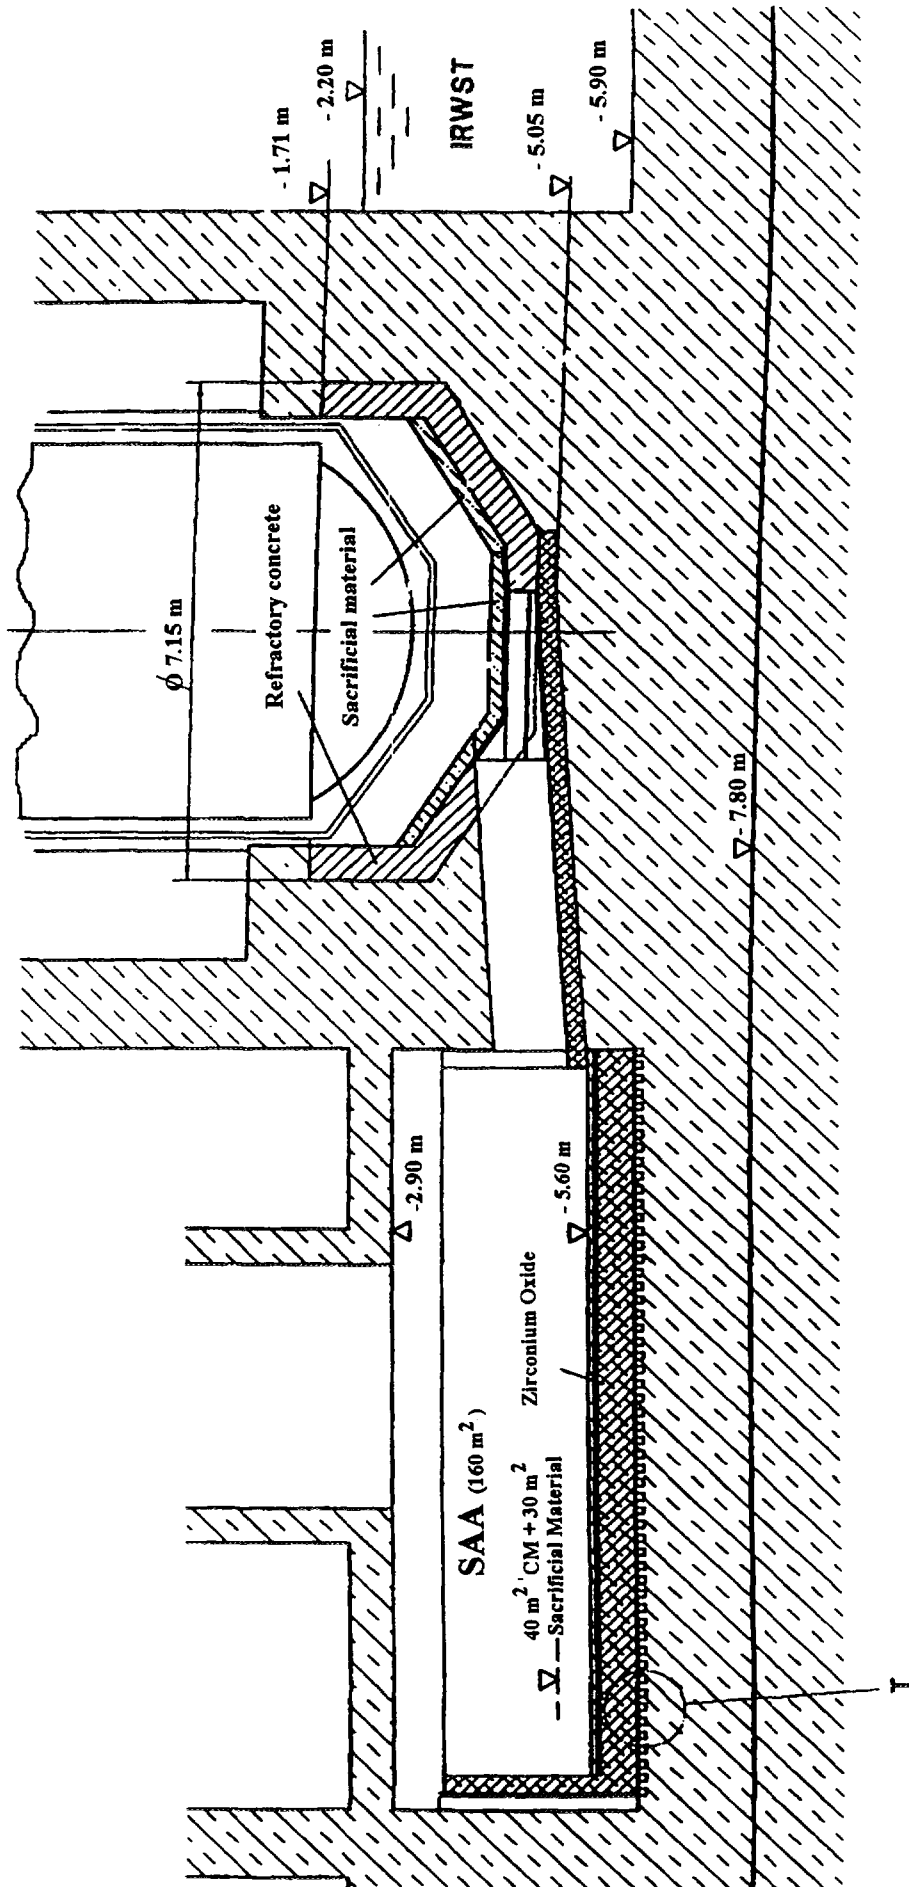 - 1.71 m
- 2.20 m
IRWST
- 5.05 m
- 5.90 m
Ø 7.15 m
Refractory concrete
Sacrificial material
- 7.80 m
-2.90 m
- 5.60 m
Zirconium Oxide
SAA (160 m²)
40 m² CM + 30 m²
Sacrificial Material
T